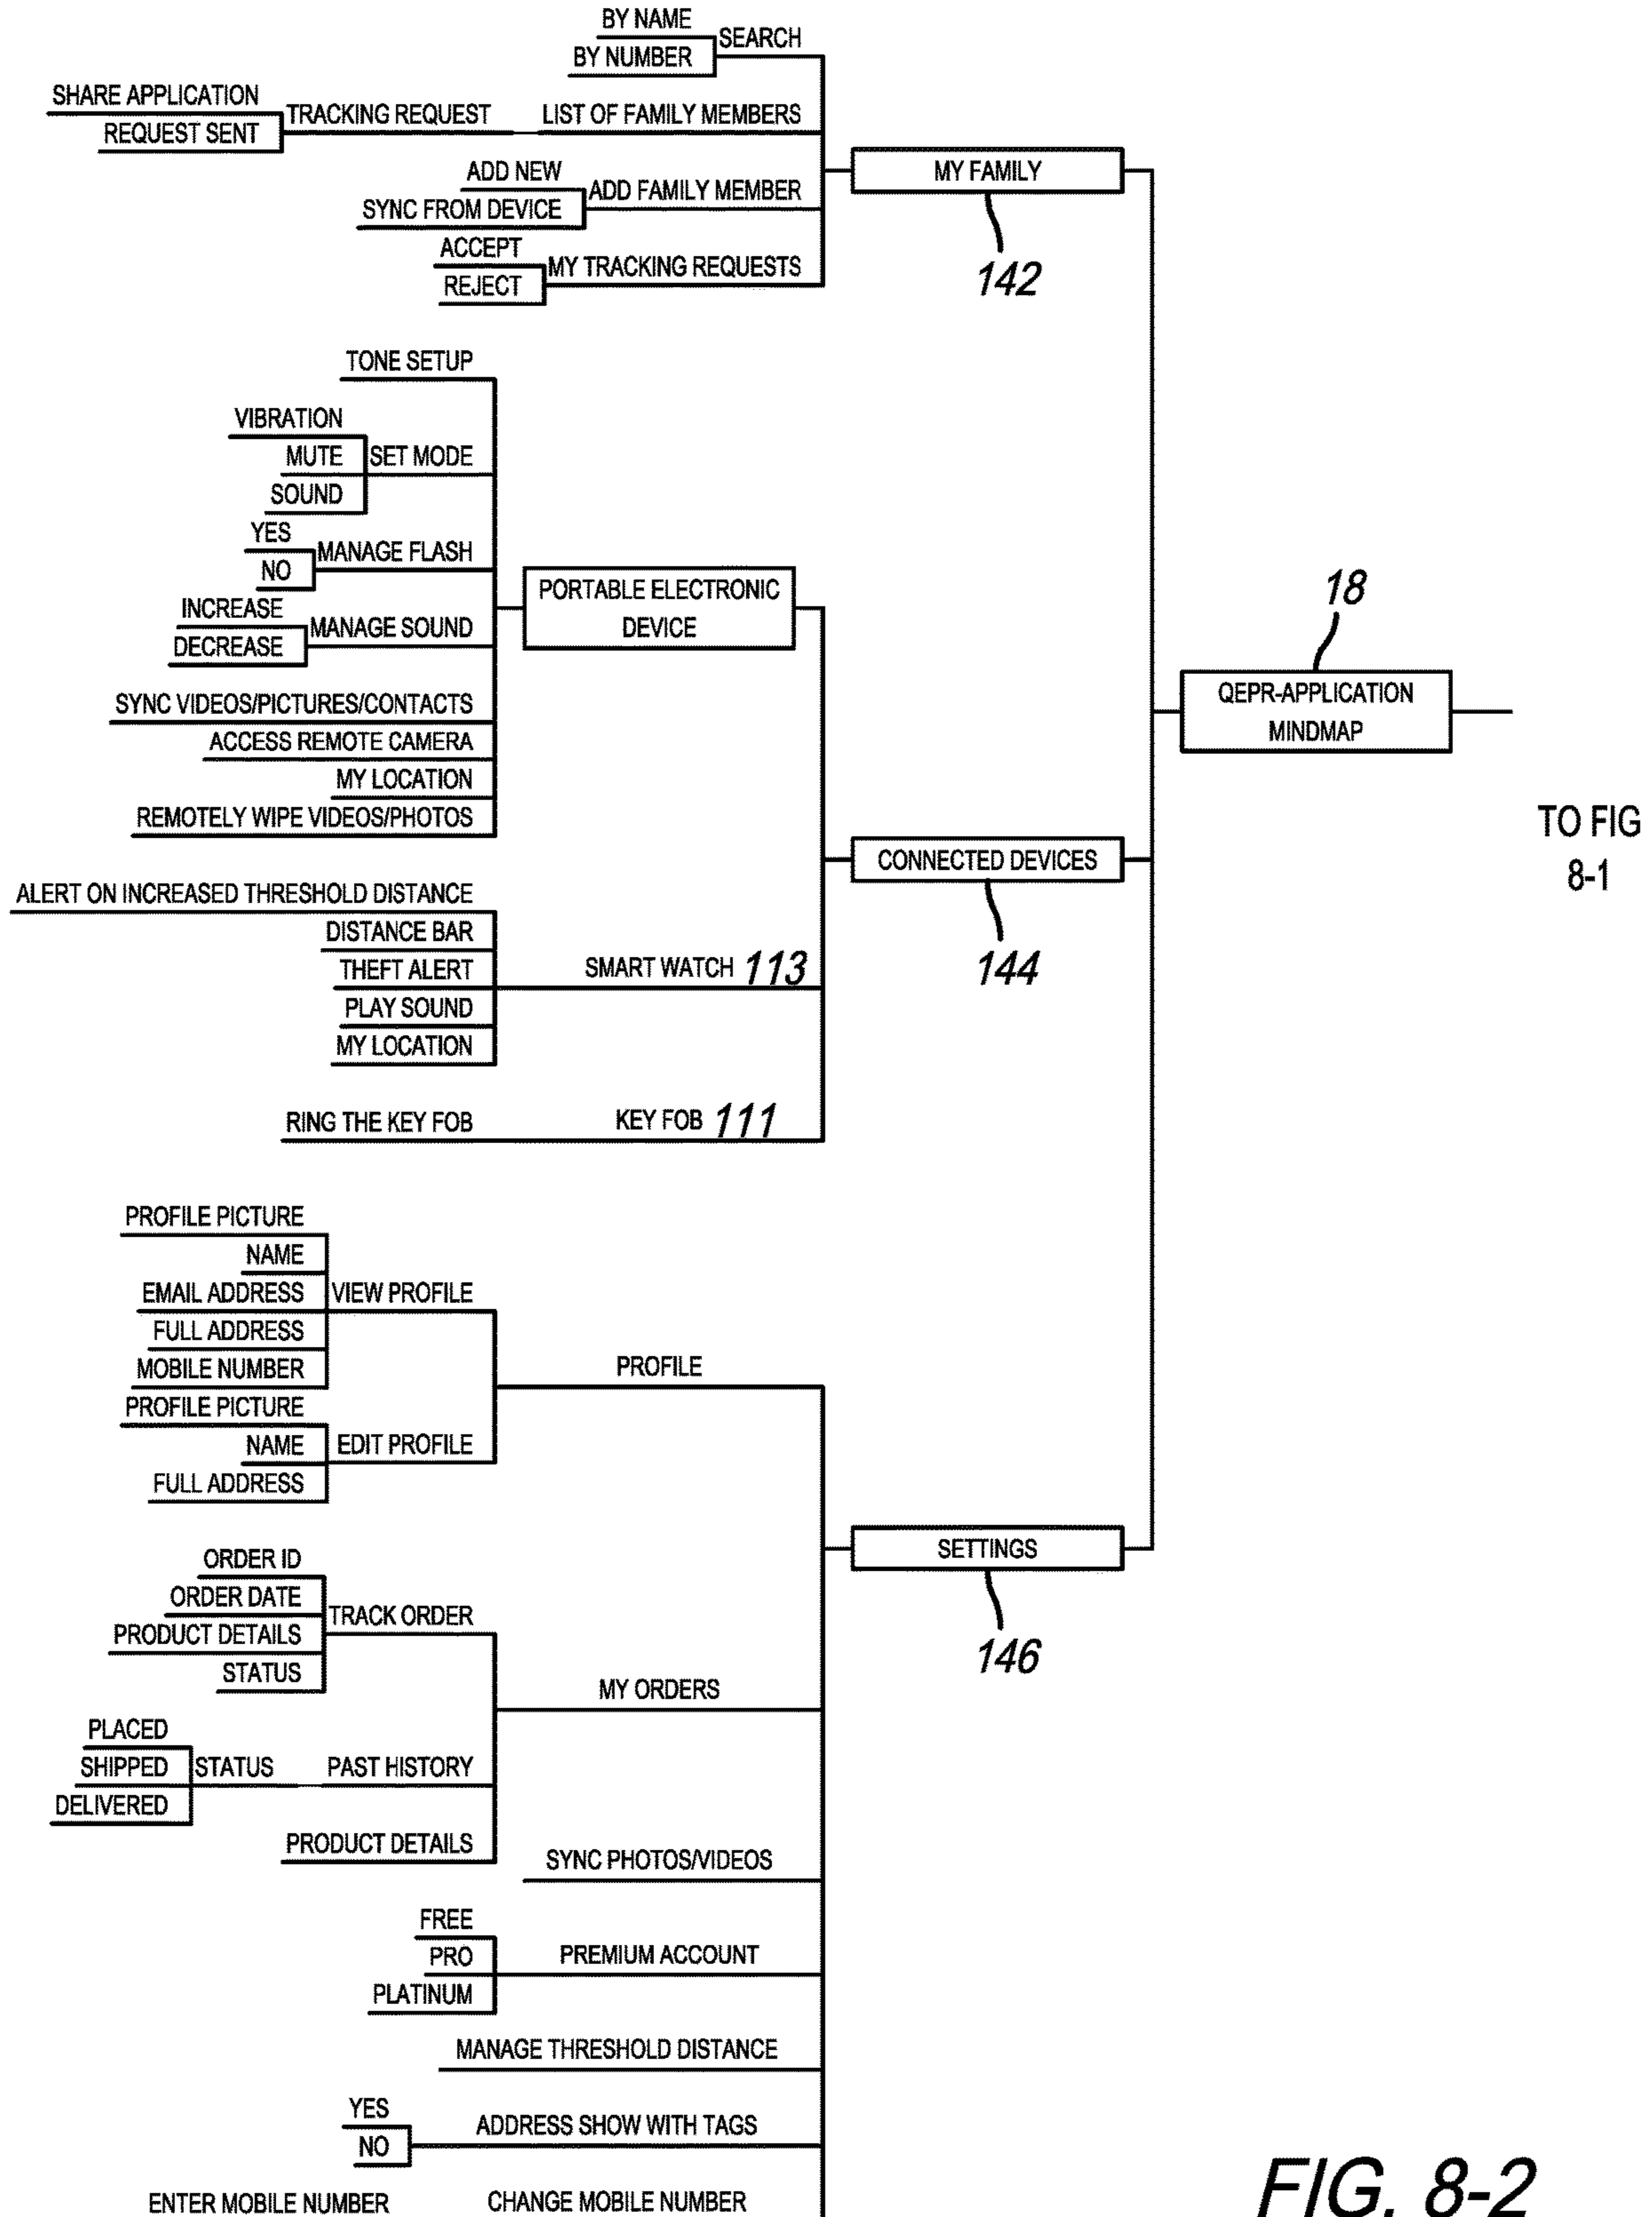 BY NAME
SEARCH
BY NUMBER
SHARE APPLICATION
TRACKING REQUEST
LIST OF FAMILY MEMBERS
REQUEST SENT
ADD NEW
ADD FAMILY MEMBER
SYNC FROM DEVICE
ACCEPT
MY TRACKING REQUESTS
REJECT
MY FAMILY
142
TONE SETUP
VIBRATION
MUTE
SET MODE
SOUND
YES
MANAGE FLASH
NO
INCREASE
MANAGE SOUND
DECREASE
SYNC VIDEOS/PICTURES/CONTACTS
ACCESS REMOTE CAMERA
MY LOCATION
REMOTELY WIPE VIDEOS/PHOTOS
PORTABLE ELECTRONIC
DEVICE
18
QEPR-APPLICATION
MINDMAP
TO FIG
8-1
CONNECTED DEVICES
144
ALERT ON INCREASED THRESHOLD DISTANCE
DISTANCE BAR
THEFT ALERT
SMART WATCH 113
PLAY SOUND
MY LOCATION
RING THE KEY FOB
KEY FOB 111
PROFILE PICTURE
NAME
EMAIL ADDRESS
VIEW PROFILE
FULL ADDRESS
MOBILE NUMBER
PROFILE
PROFILE PICTURE
NAME
EDIT PROFILE
FULL ADDRESS
SETTINGS
146
ORDER ID
ORDER DATE
TRACK ORDER
PRODUCT DETAILS
STATUS
MY ORDERS
PLACED
SHIPPED
STATUS
PAST HISTORY
DELIVERED
PRODUCT DETAILS
SYNC PHOTOS/VIDEOS
FREE
PRO
PREMIUM ACCOUNT
PLATINUM
MANAGE THRESHOLD DISTANCE
YES
ADDRESS SHOW WITH TAGS
NO
ENTER MOBILE NUMBER
CHANGE MOBILE NUMBER
FIG. 8-2